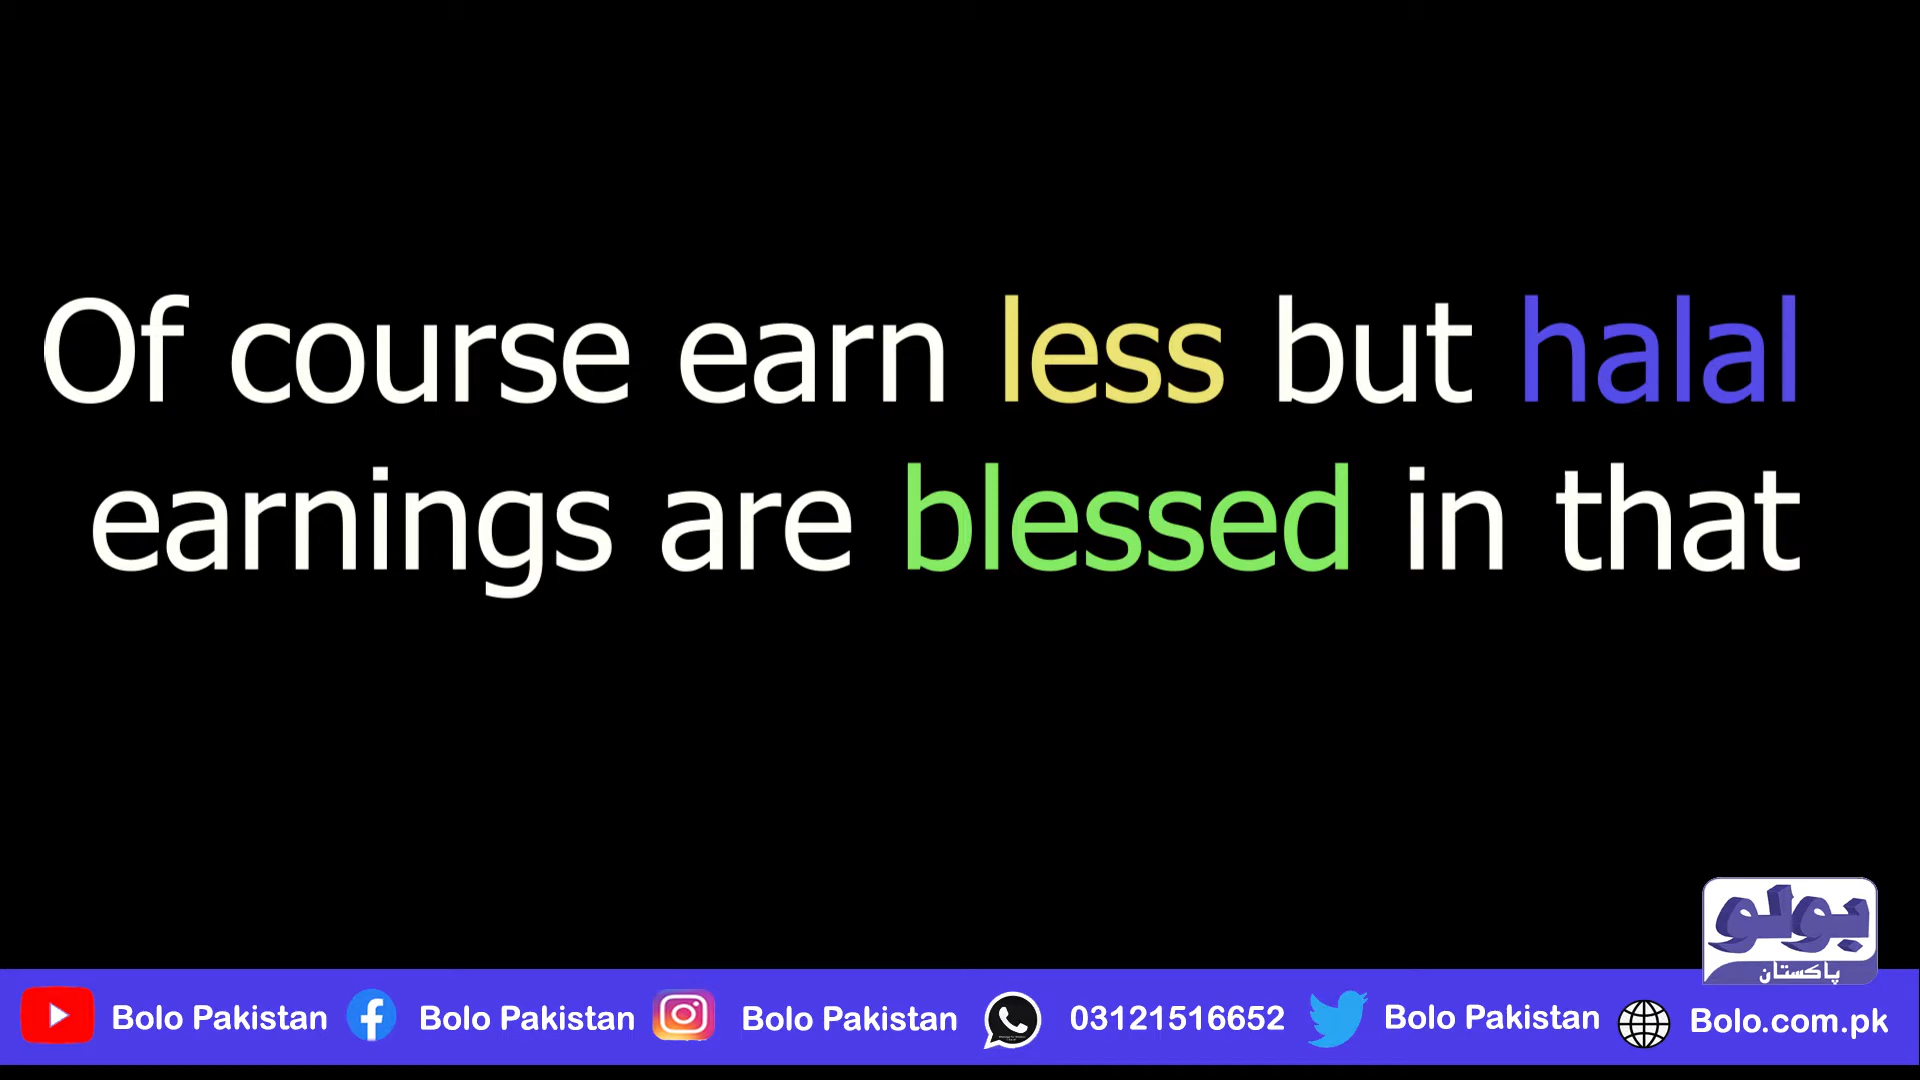 Of course earn less but halal
earnings are blessed in that
بولو
پاکستان
Bolo Pakistan Bolo Pakistan Bolo Pakistan 03121516652 Bolo Pakistan Bolo.com.pk